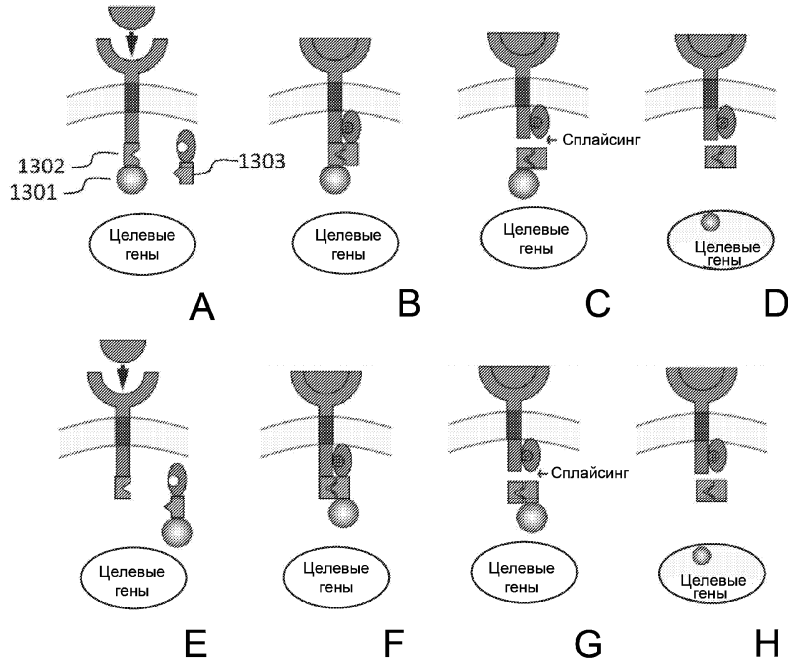 Сплайсинг
1302
1303
1301
Целевые
гены
Целевые
гены
Целевые
гены
Целевые
гены
A
B
C
D
Сплайсинг
Целевые
гены
Целевые
гены
Целевые
гены
Целевые
гены
E
F
G
H